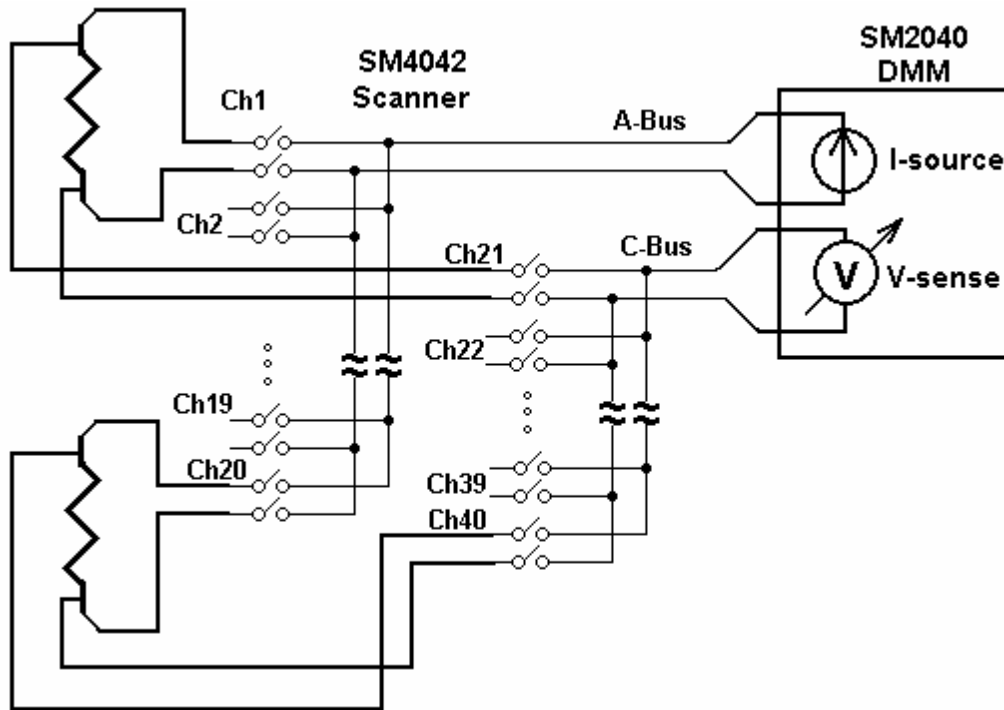 SM4042
Scanner
SM2040
DMM
Ch1
A-Bus
I-source
Ch2
Ch21
C-Bus
V
V-sense
Ch22
Ch19
Ch20
Ch39
Ch40